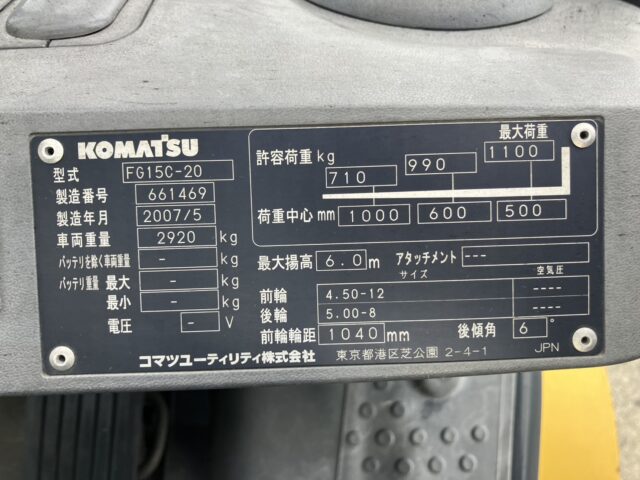 KOMATSU
型式 FG15C-20
製造番号 661469
製造年月 2007/5
車両重量 2920 kg
バッテリを除く車両重量 - kg
バッテリ重量 最大 - kg
最小 - kg
電圧 - V
最大荷重
許容荷重 kg 710 990 1100
荷重中心 mm 1000 600 500
最大揚高 6.0 m アタッチメント ---
サイズ 空気圧
前輪 4.50-12 ----
後輪 5.00-8 ----
前輪輪距 1040 mm 後傾角 6°
コマツユーティリティ株式会社 東京都港区芝公園 2-4-1 JPN